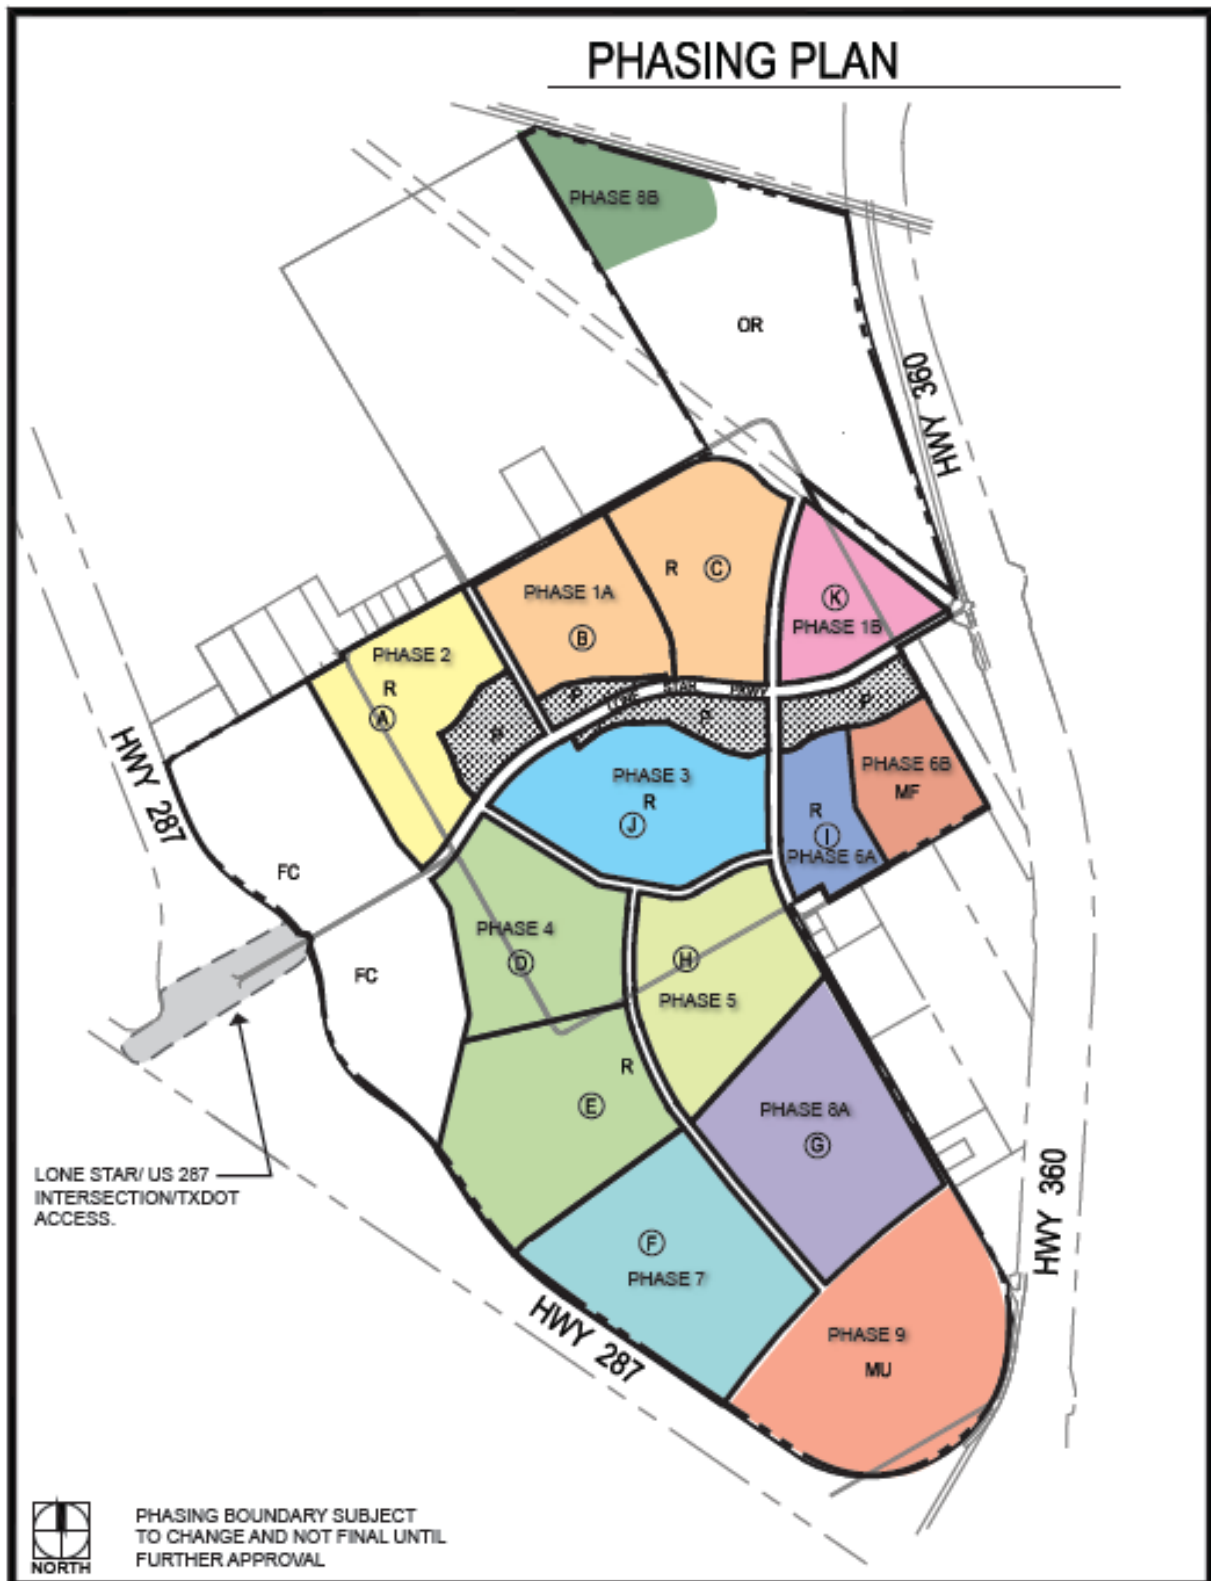 PHASING PLAN
PHASE 8B
OR
HWY 360
PHASE 1A
B
R
C
K
PHASE 1B
PHASE 2
R
A
P
P
LONE STAR PKWY
P
P
HWY 287
PHASE 3
R
J
PHASE 6B
MF
R
I
PHASE 6A
FC
FC
PHASE 4
D
H
PHASE 5
R
E
PHASE 8A
G
LONE STAR/ US 287
INTERSECTION/TXDOT
ACCESS.
F
PHASE 7
HWY 360
HWY 287
PHASE 9
MU
NORTH
PHASING BOUNDARY SUBJECT
TO CHANGE AND NOT FINAL UNTIL
FURTHER APPROVAL